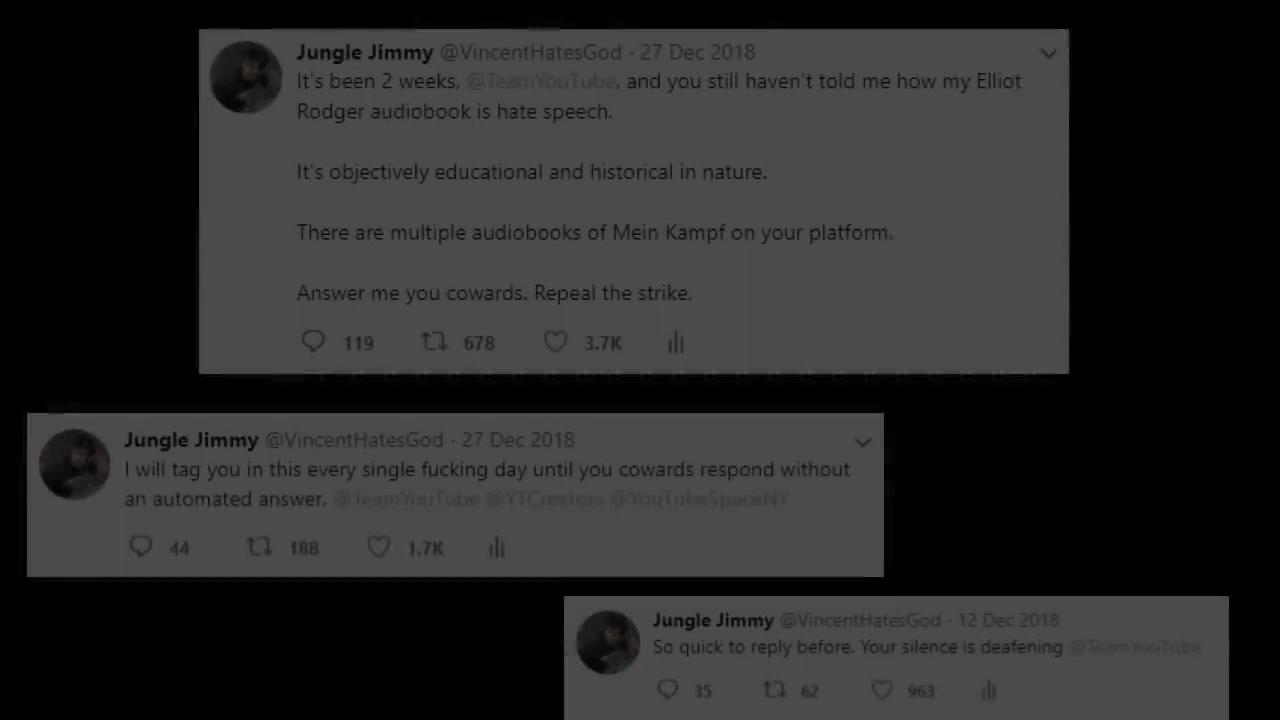 Jungle Jimmy @VincentHatesGod · 27 Dec 2018
It's been 2 weeks, @TeamYouTube, and you still haven't told me how my Elliot
Rodger audiobook is hate speech.
It's objectively educational and historical in nature.
There are multiple audiobooks of Mein Kampf on your platform.
Answer me you cowards. Repeal the strike.
119 678 3.7K
Jungle Jimmy @VincentHatesGod · 27 Dec 2018
I will tag you in this every single fucking day until you cowards respond without
an automated answer. @TeamYouTube @YTCreators @YouTubeSpaceNY
44 188 1.7K
Jungle Jimmy @VincentHatesGod · 12 Dec 2018
So quick to reply before. Your silence is deafening @TeamYouTube
35 62 963